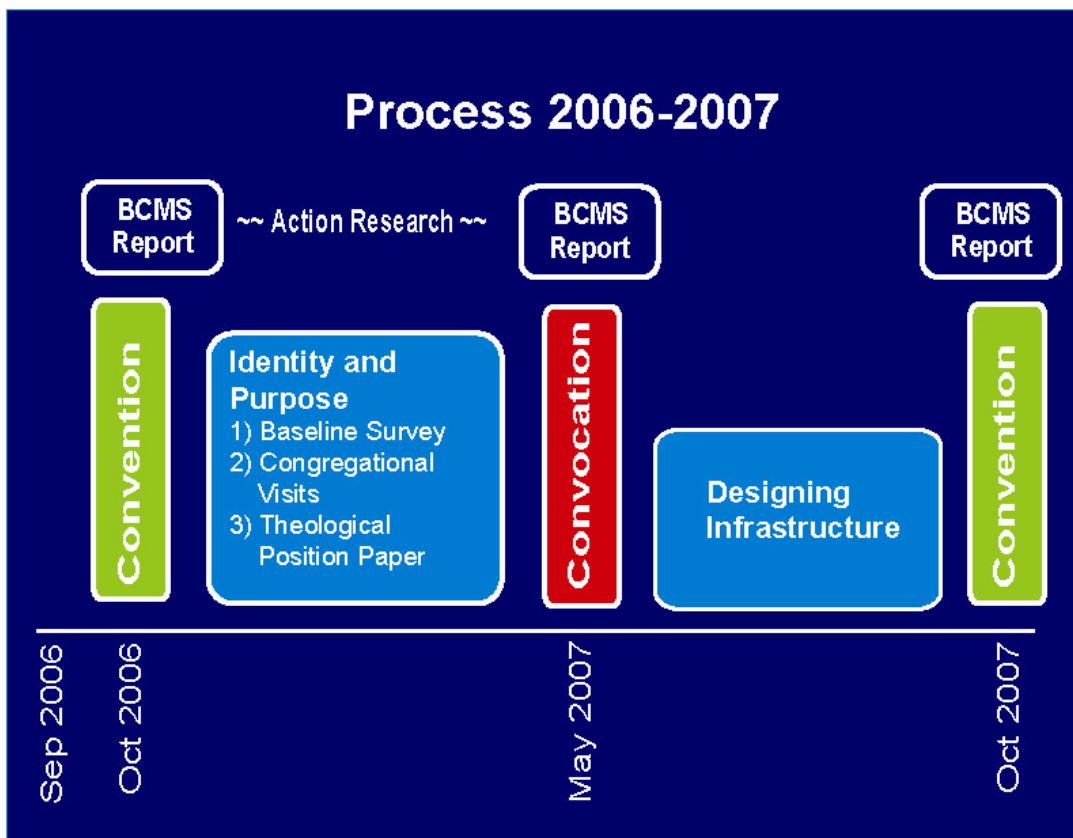 Process 2006-2007
BCMS
Report
~~ Action Research ~~
BCMS
Report
BCMS
Report
Convention
Identity and
Purpose
1) Baseline Survey
2) Congregational
Visits
3) Theological
Position Paper
Convocation
Designing
Infrastructure
Convention
Sep 2006
Oct 2006
May 2007
Oct 2007